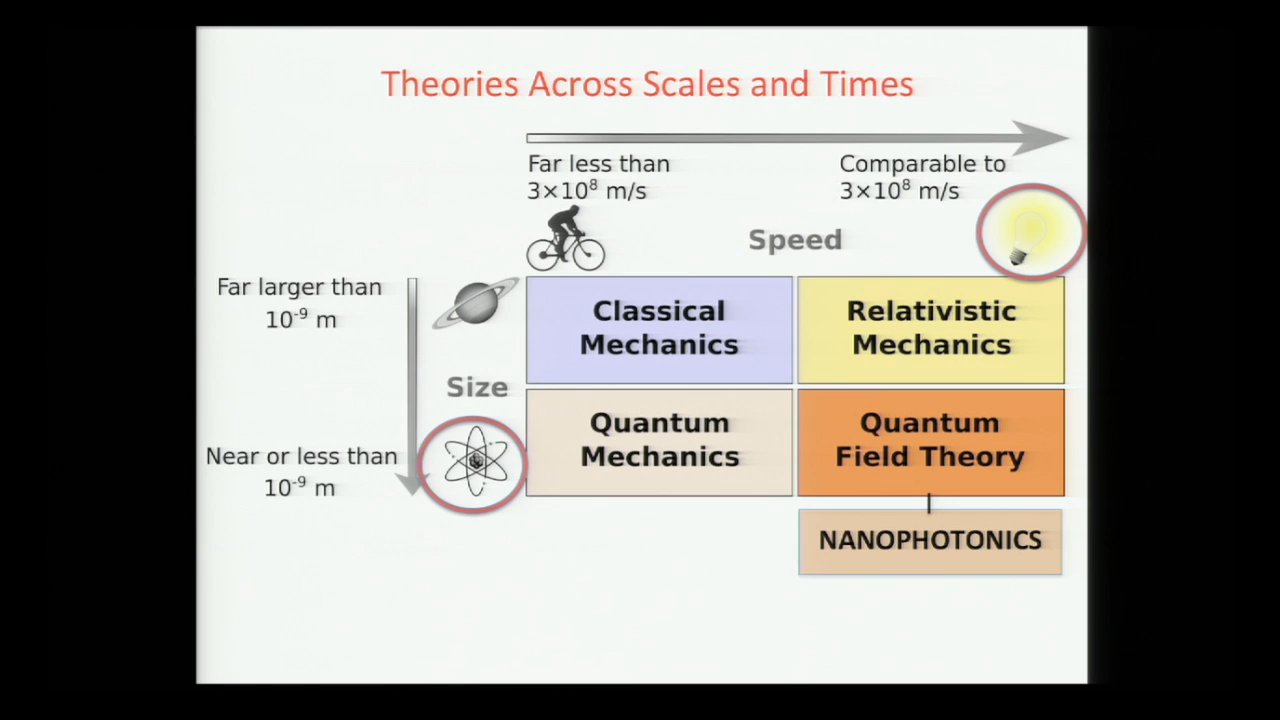 Theories Across Scales and Times
Far less than
3×10⁸ m/s
Comparable to
3×10⁸ m/s
Speed
Far larger than
10⁻⁹ m
Classical
Mechanics
Relativistic
Mechanics
Size
Near or less than
10⁻⁹ m
Quantum
Mechanics
Quantum
Field Theory
NANOPHOTONICS